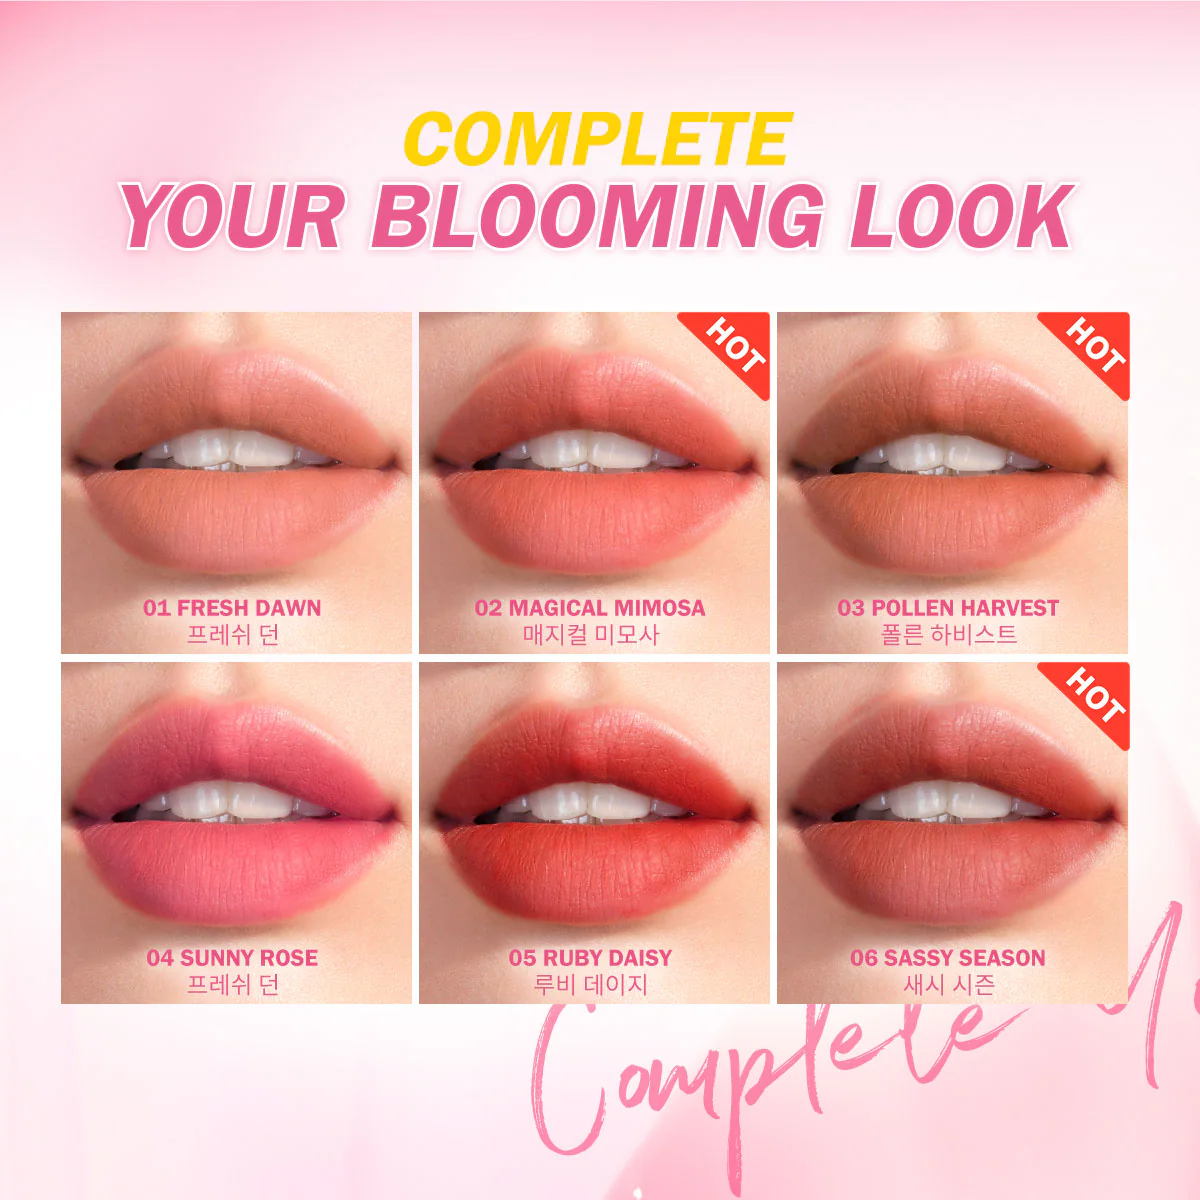 COMPLETE
YOUR BLOOMING LOOK
HOT
HOT
01 FRESH DAWN
프레쉬 던
02 MAGICAL MIMOSA
매지컬 미모사
03 POLLEN HARVEST
폴른 하비스트
HOT
04 SUNNY ROSE
프레쉬 던
05 RUBY DAISY
루비 데이지
06 SASSY SEASON
새시 시즌
Complete